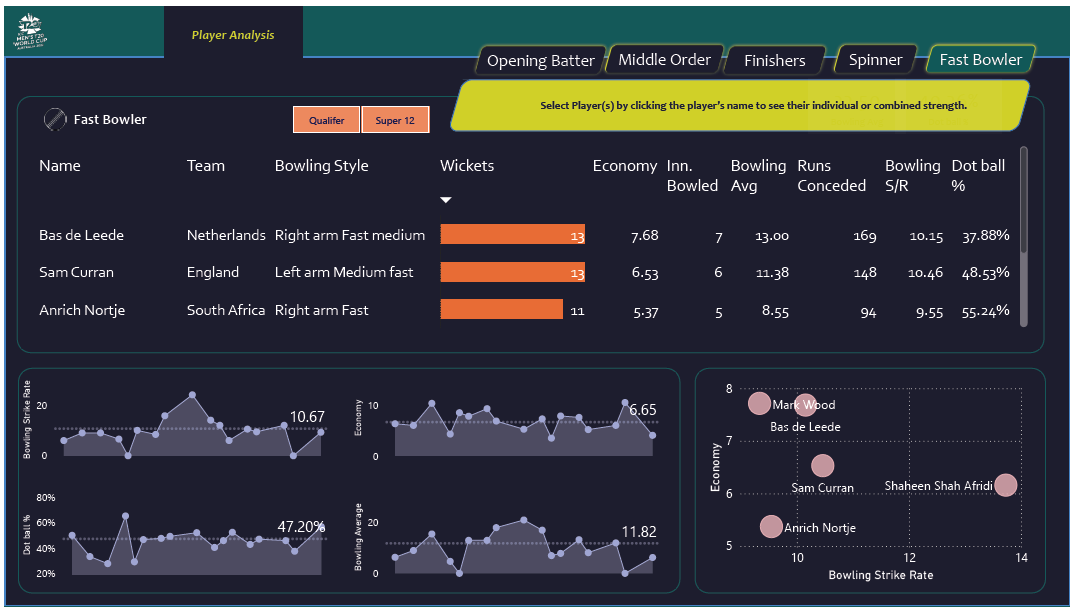 MEN'S T20
WORLD CUP
Player Analysis
Opening Batter Middle Order Finishers Spinner Fast Bowler
Select Player(s) by clicking the player's name to see their individual or combined strength.
Fast Bowler
Qualifer Super 12
Name Team Bowling Style Wickets Economy Inn. Bowling Runs Bowling Dot ball
Bowled Avg Conceded S/R %
Bas de Leede Netherlands Right arm Fast medium 13 7.68 7 13.00 169 10.15 37.88%
Sam Curran England Left arm Medium fast 13 6.53 6 11.38 148 10.46 48.53%
Anrich Nortje South Africa Right arm Fast 11 5.37 5 8.55 94 9.55 55.24%
Bowling Strike Rate
20
0
10.67
Economy
10
0
6.65
Dot ball %
80%
60%
40%
20%
47.20%
Bowling Average
20
0
11.82
Economy
8
7
6
5
Mark Wood
Bas de Leede
Sam Curran
Shaheen Shah Afridi
Anrich Nortje
10 12 14
Bowling Strike Rate